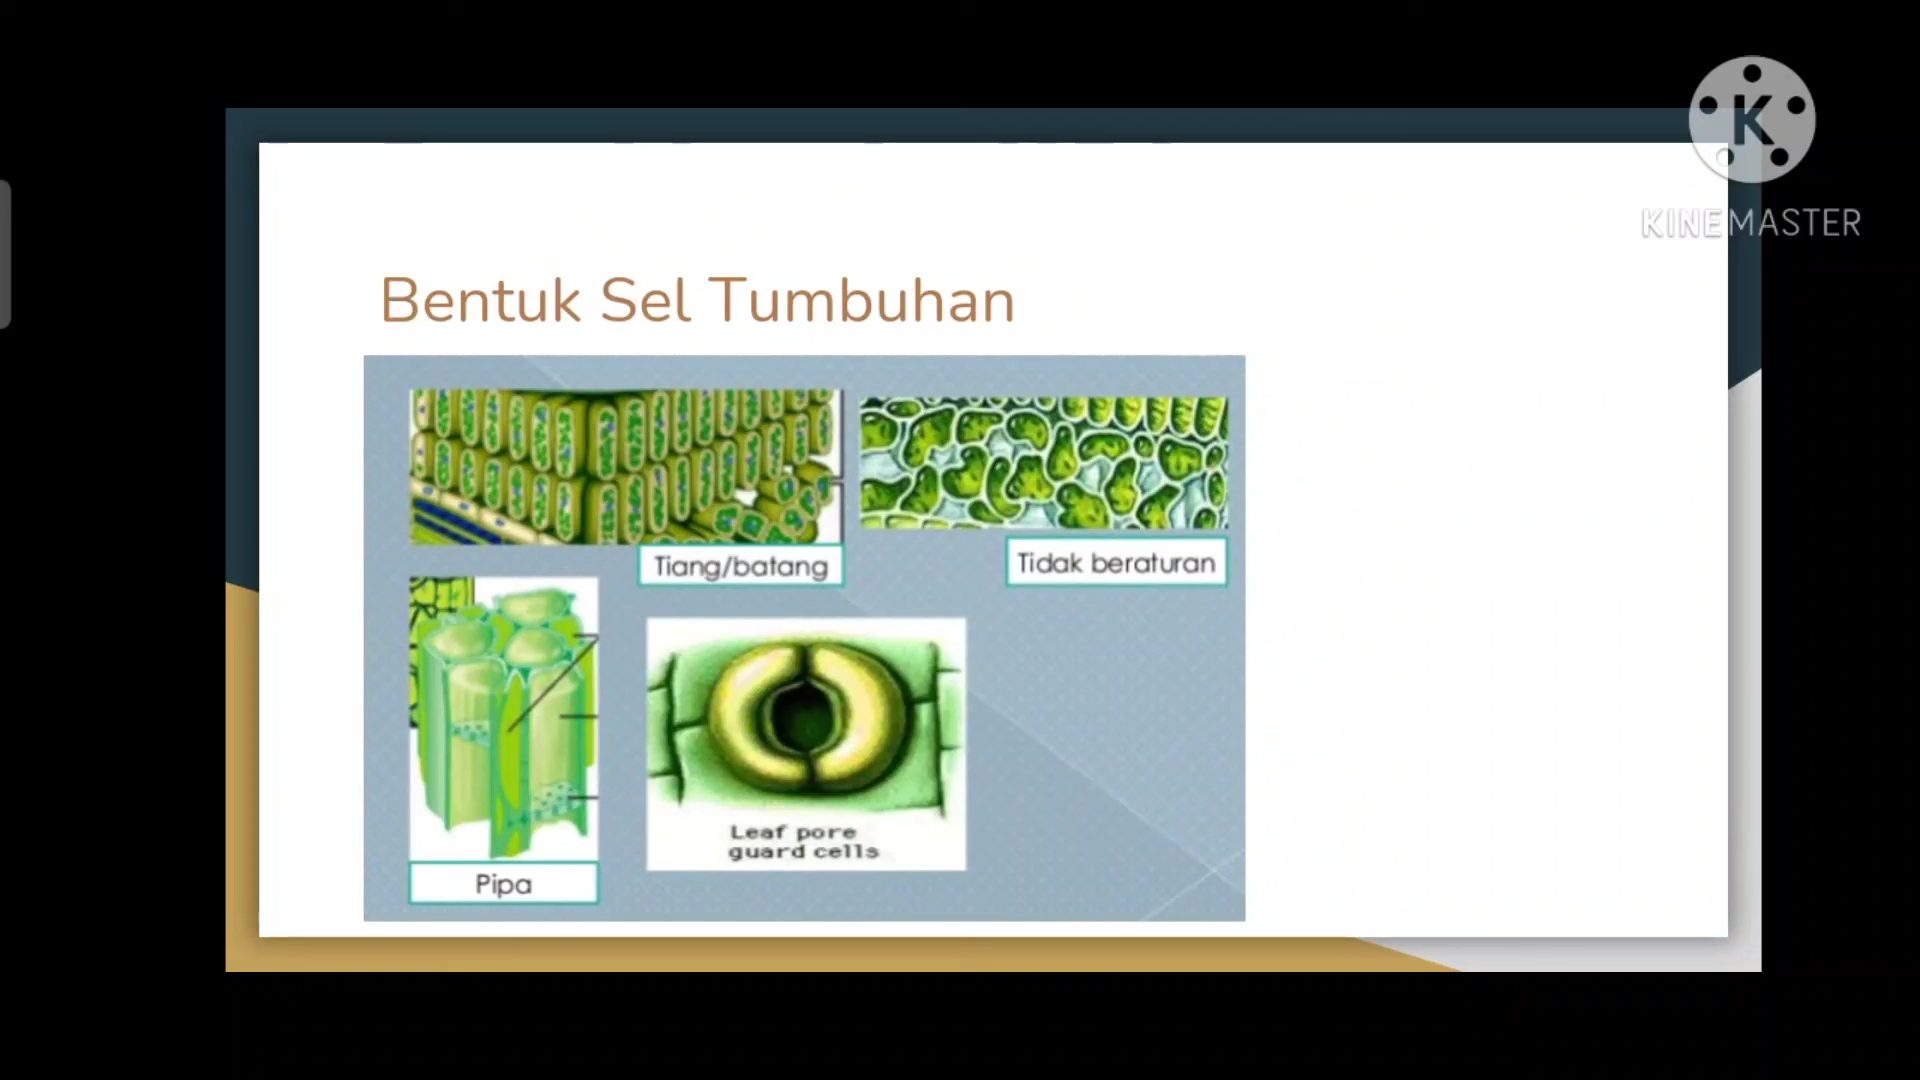 K
KINEMASTER
Bentuk Sel Tumbuhan
Tiang/batang
Tidak beraturan
Leaf pore
guard cells
Pipa